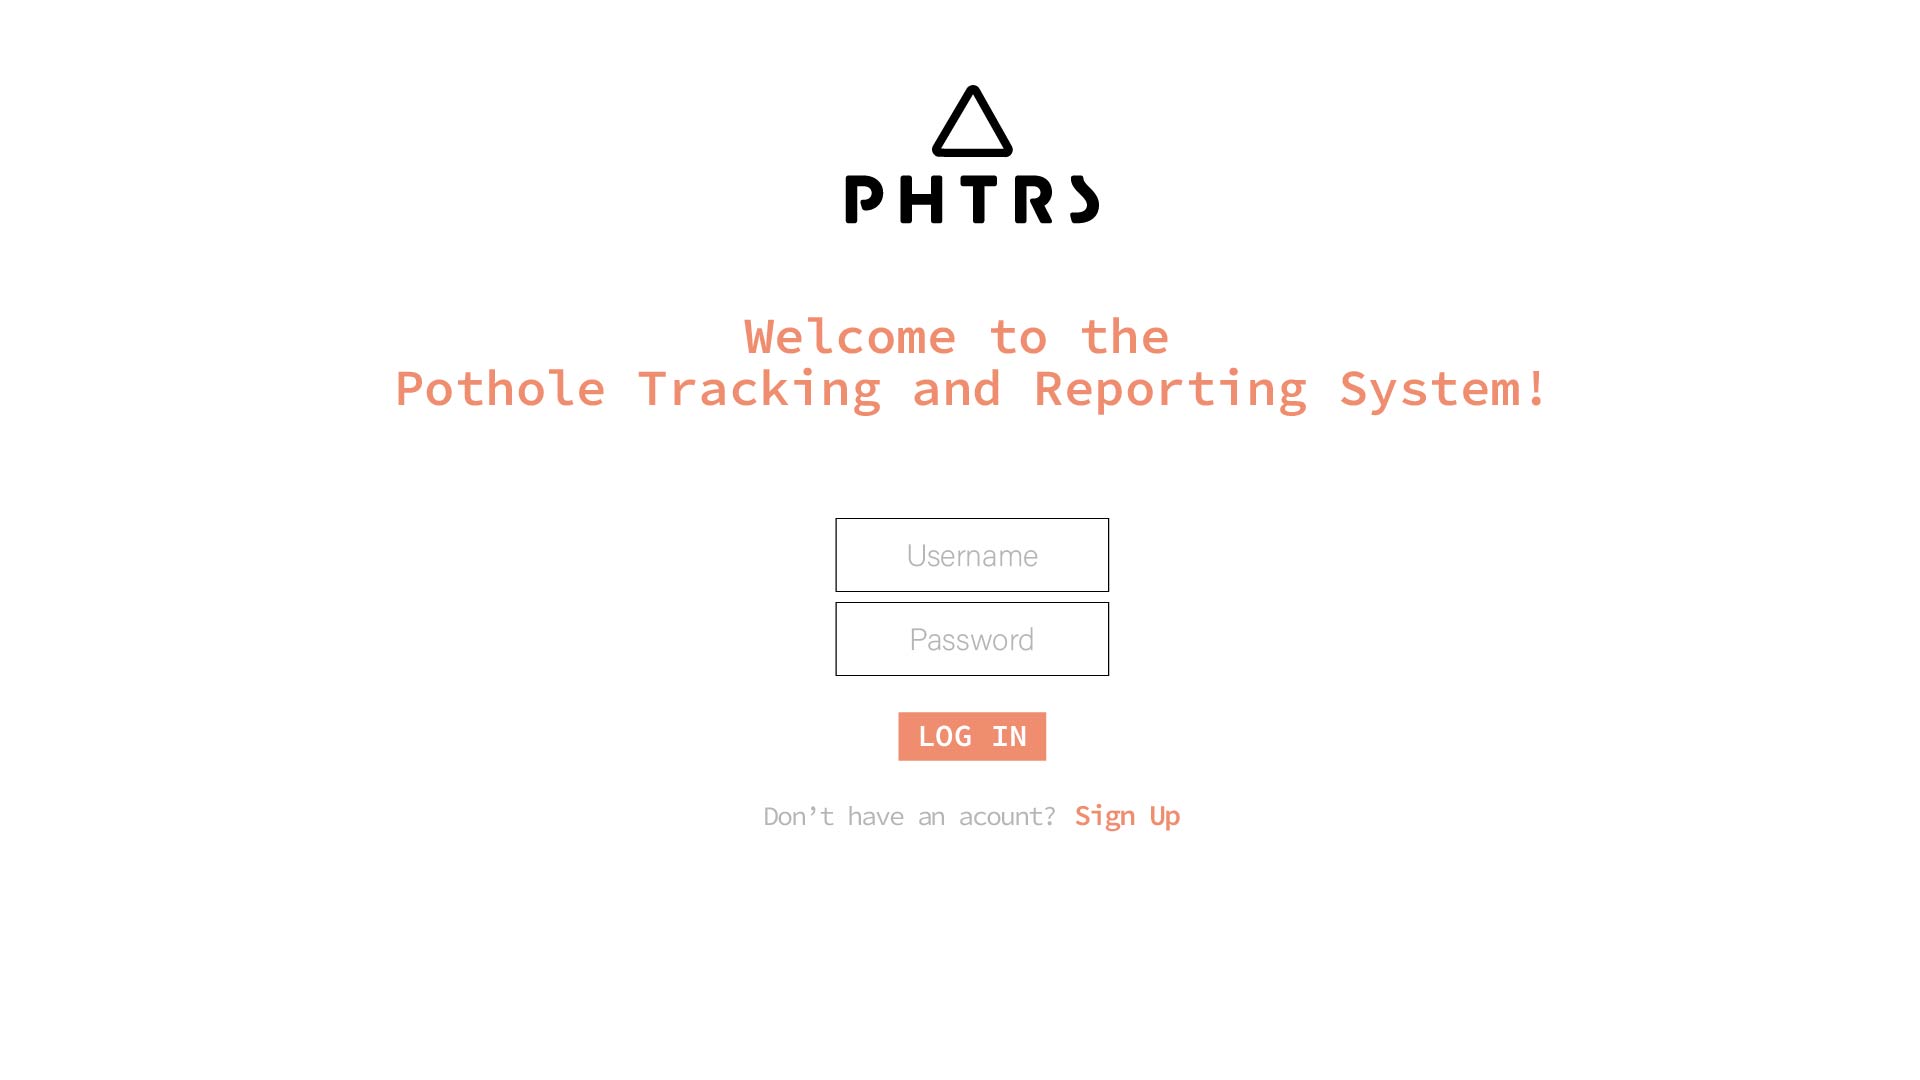 PHTRS
Welcome to the
Pothole Tracking and Reporting System!
Username
Password
LOG IN
Don’t have an acount? Sign Up